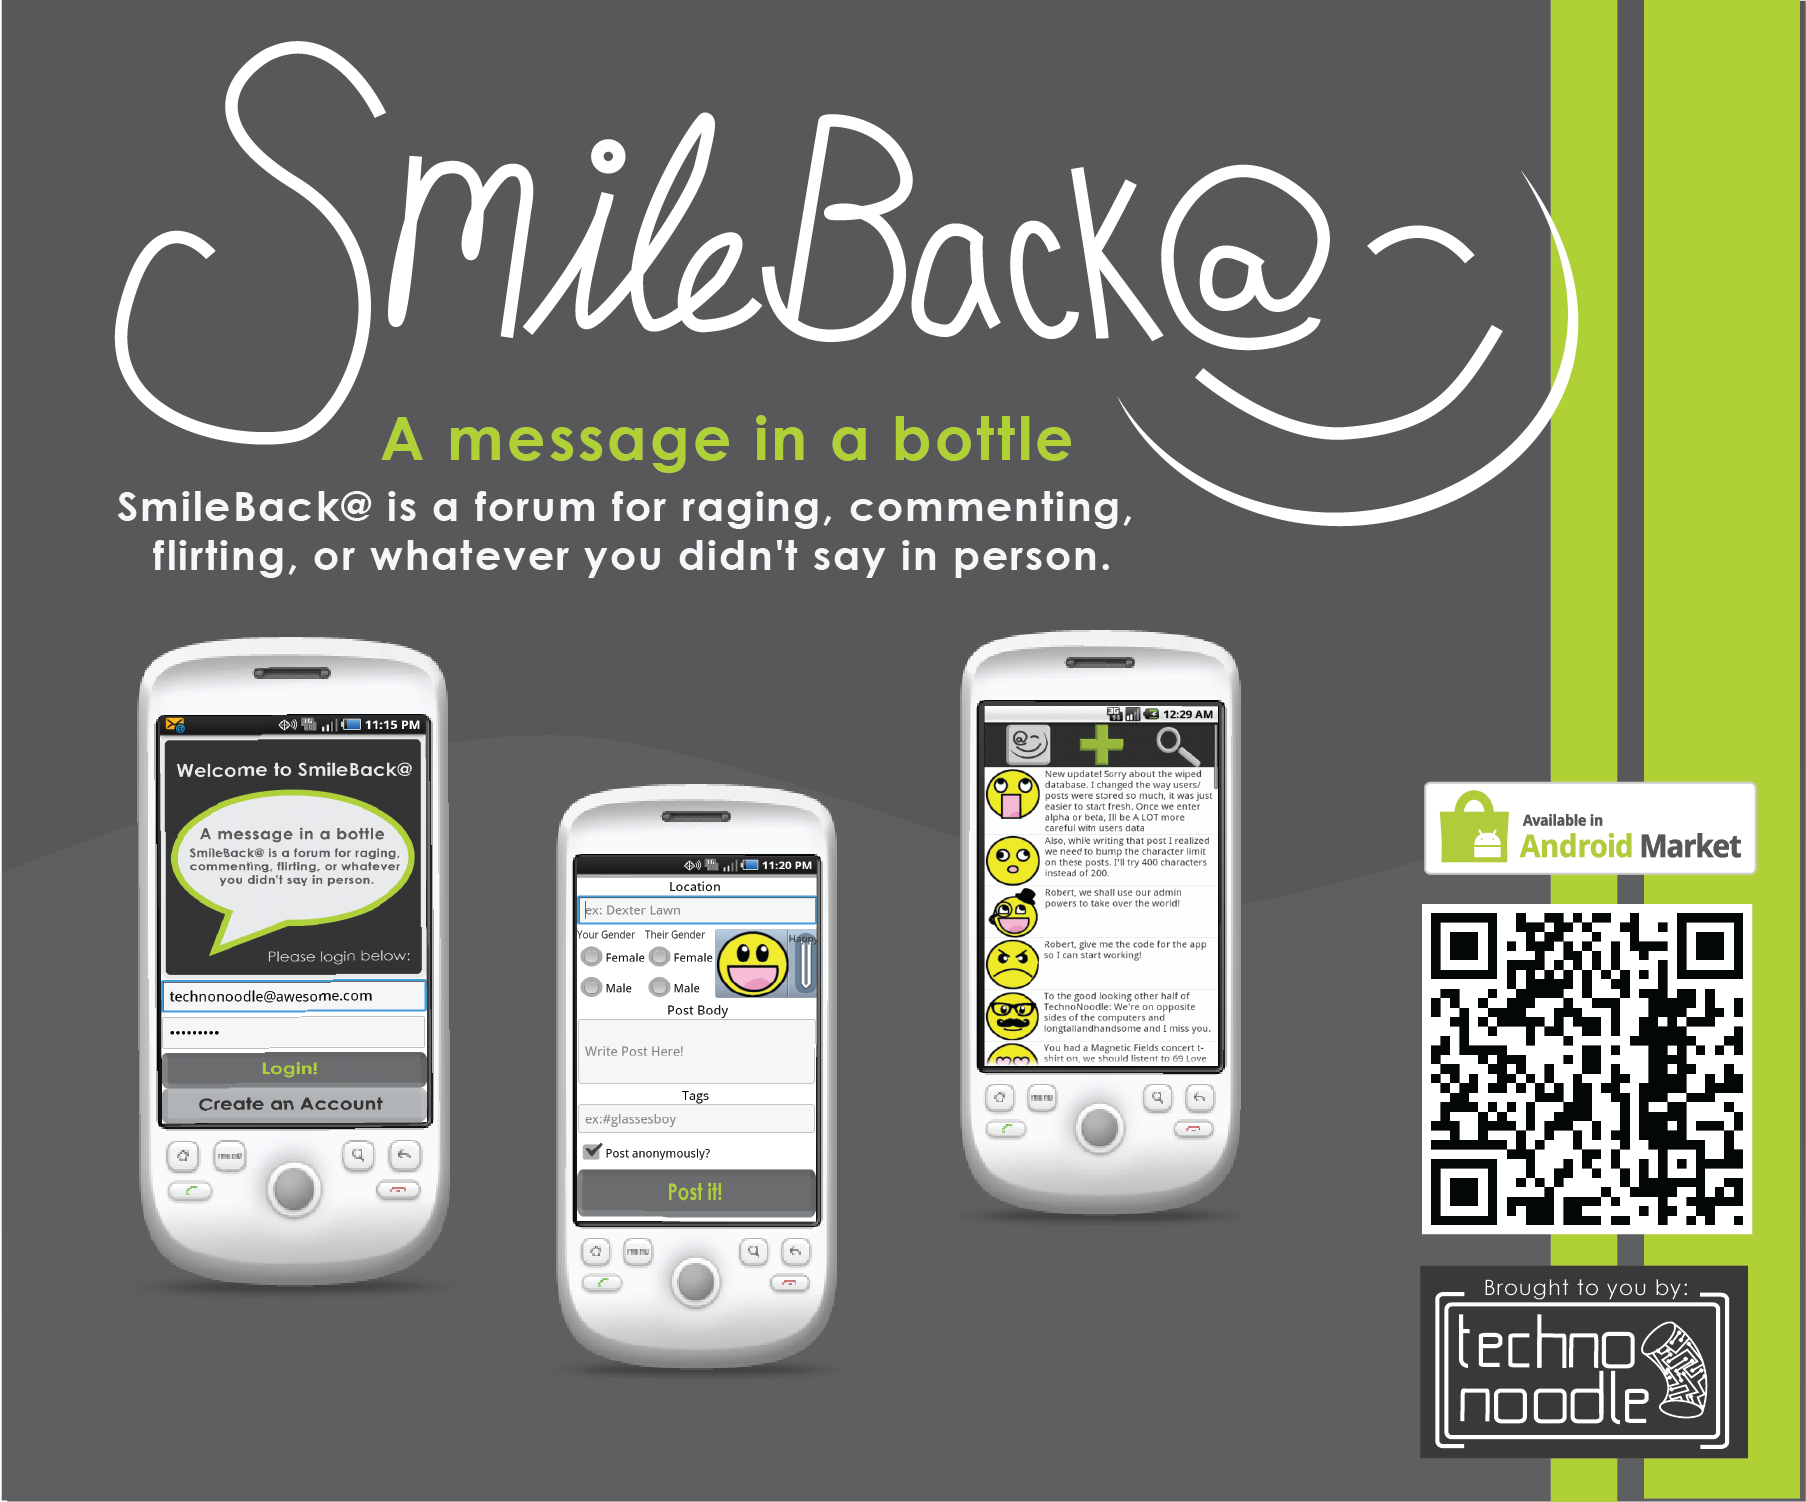 SmileBack@
A message in a bottle
SmileBack@ is a forum for raging, commenting,
flirting, or whatever you didn't say in person.
11:15 PM
Welcome to SmileBack@
A message in a bottle
SmileBack@ is a forum for raging,
commenting, flirting, or whatever
you didn't say in person.
Please login below:
technonoodle@awesome.com
Login!
Create an Account
3G 11:20 PM
Location
ex: Dexter Lawn
Your Gender Their Gender
Happy
Female Female
Male Male
Post Body
Write Post Here!
Tags
ex:#glassesboy
Post anonymously?
Post it!
3G 12:29 AM
New update! Sorry about the wiped
database. I changed the way users/
posts were stored so much, it was just
easier to start fresh. Once we enter
alpha or beta, Ill be A LOT more
careful with users data
Also, while writing that post I realized
we need to bump the character limit
on these posts. I'll try 400 characters
instead of 200.
Robert, we shall use our admin
powers to take over the world!
Robert, give me the code for the app
so I can start working!
To the good looking other half of
TechnoNoodle: We're on opposite
sides of the computers and
longtallandhandsome and I miss you.
You had a Magnetic Fields concert t-
shirt on, we should listen to 69 Love
Available in
Android Market
Brought to you by:
techno
noodle